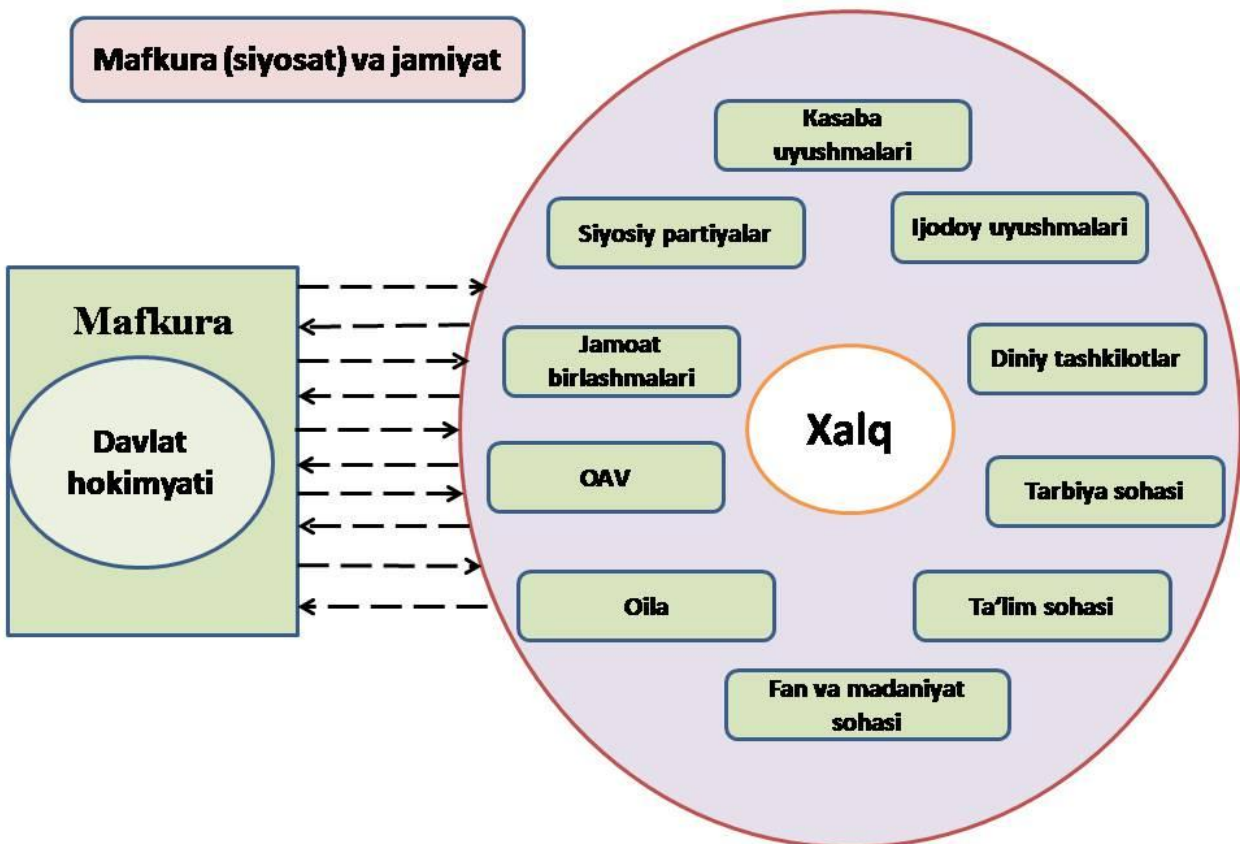 Mafkura (siyosat) va jamiyat
Kasaba
uyushmalari
Siyosiy partiyalar
Ijodoy uyushmalari
Mafkura
Davlat
hokimyati
Jamoat
birlashmalari
Diniy tashkilotlar
Xalq
OAV
Tarbiya sohasi
Oila
Ta’lim sohasi
Fan va madaniyat
sohasi